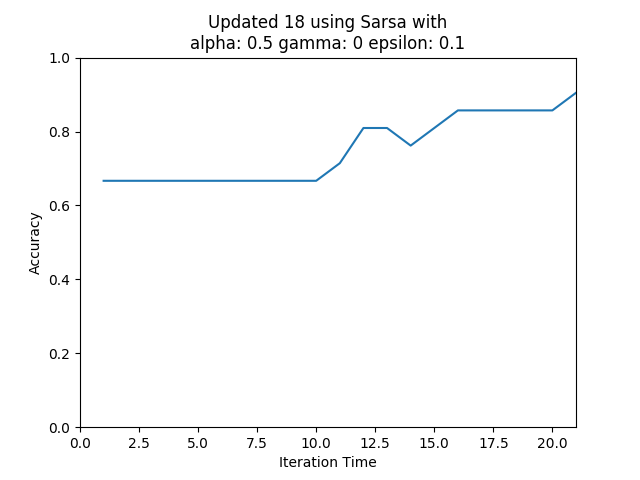 Updated 18 using Sarsa with
alpha: 0.5 gamma: 0 epsilon: 0.1
1.0
0.8
0.6
0.4
0.2
0.0
Accuracy
0.0 2.5 5.0 7.5 10.0 12.5 15.0 17.5 20.0
Iteration Time